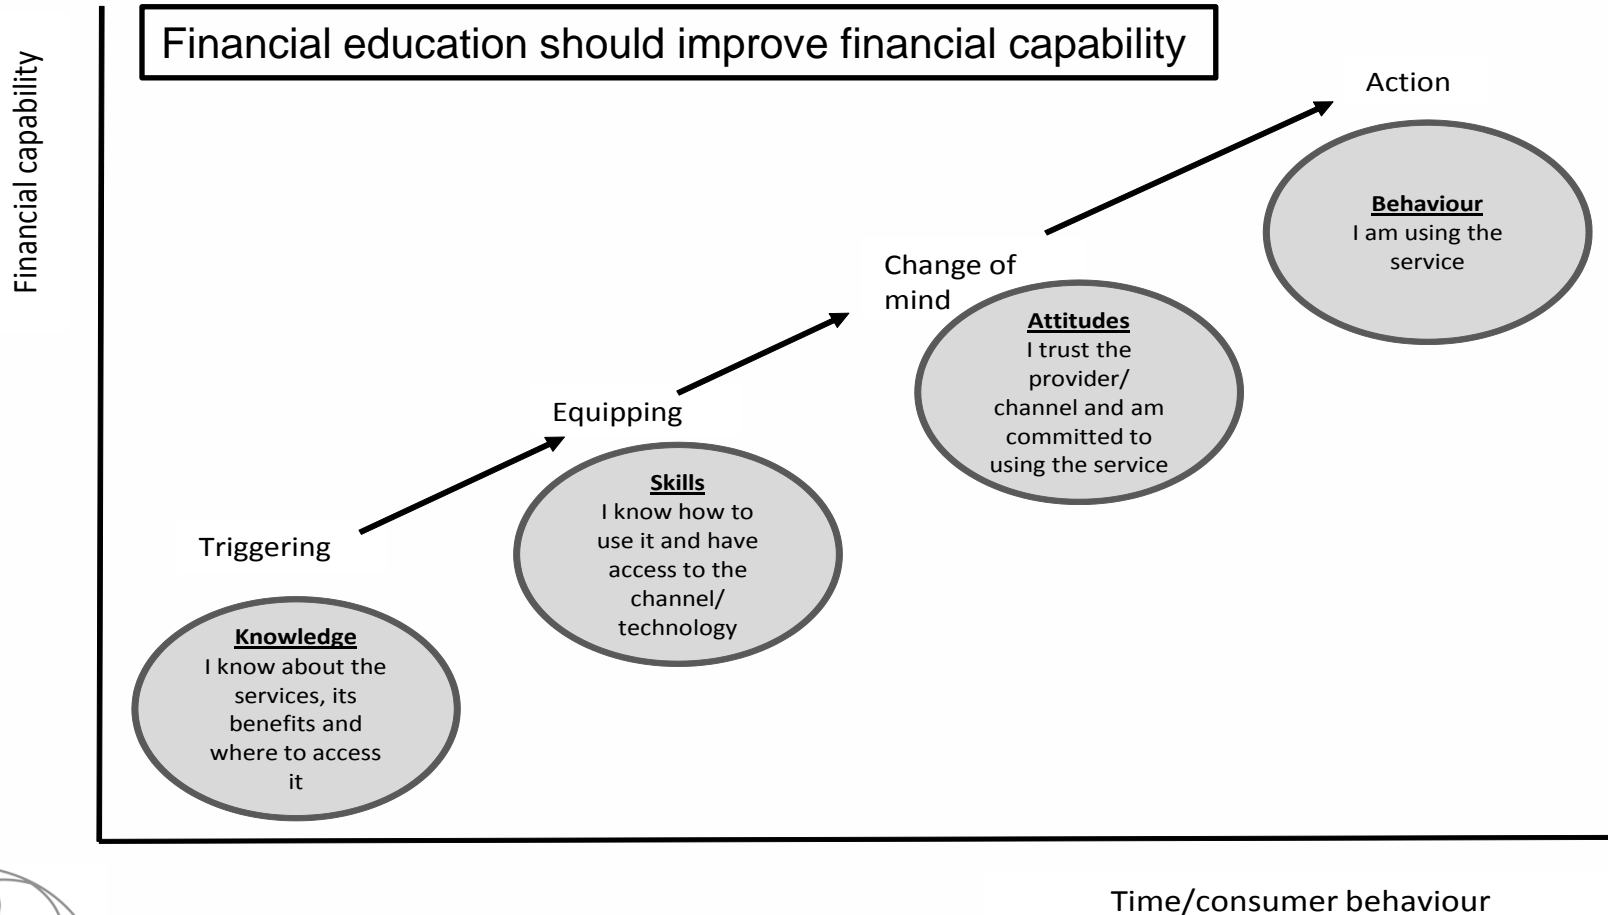 Financial education should improve financial capability
Financial capability
Action
Behaviour
I am using the
service
Change of
mind
Attitudes
I trust the
provider/
channel and am
committed to
using the service
Equipping
Skills
I know how to
use it and have
access to the
channel/
technology
Triggering
Knowledge
I know about the
services, its
benefits and
where to access
it
Time/consumer behaviour